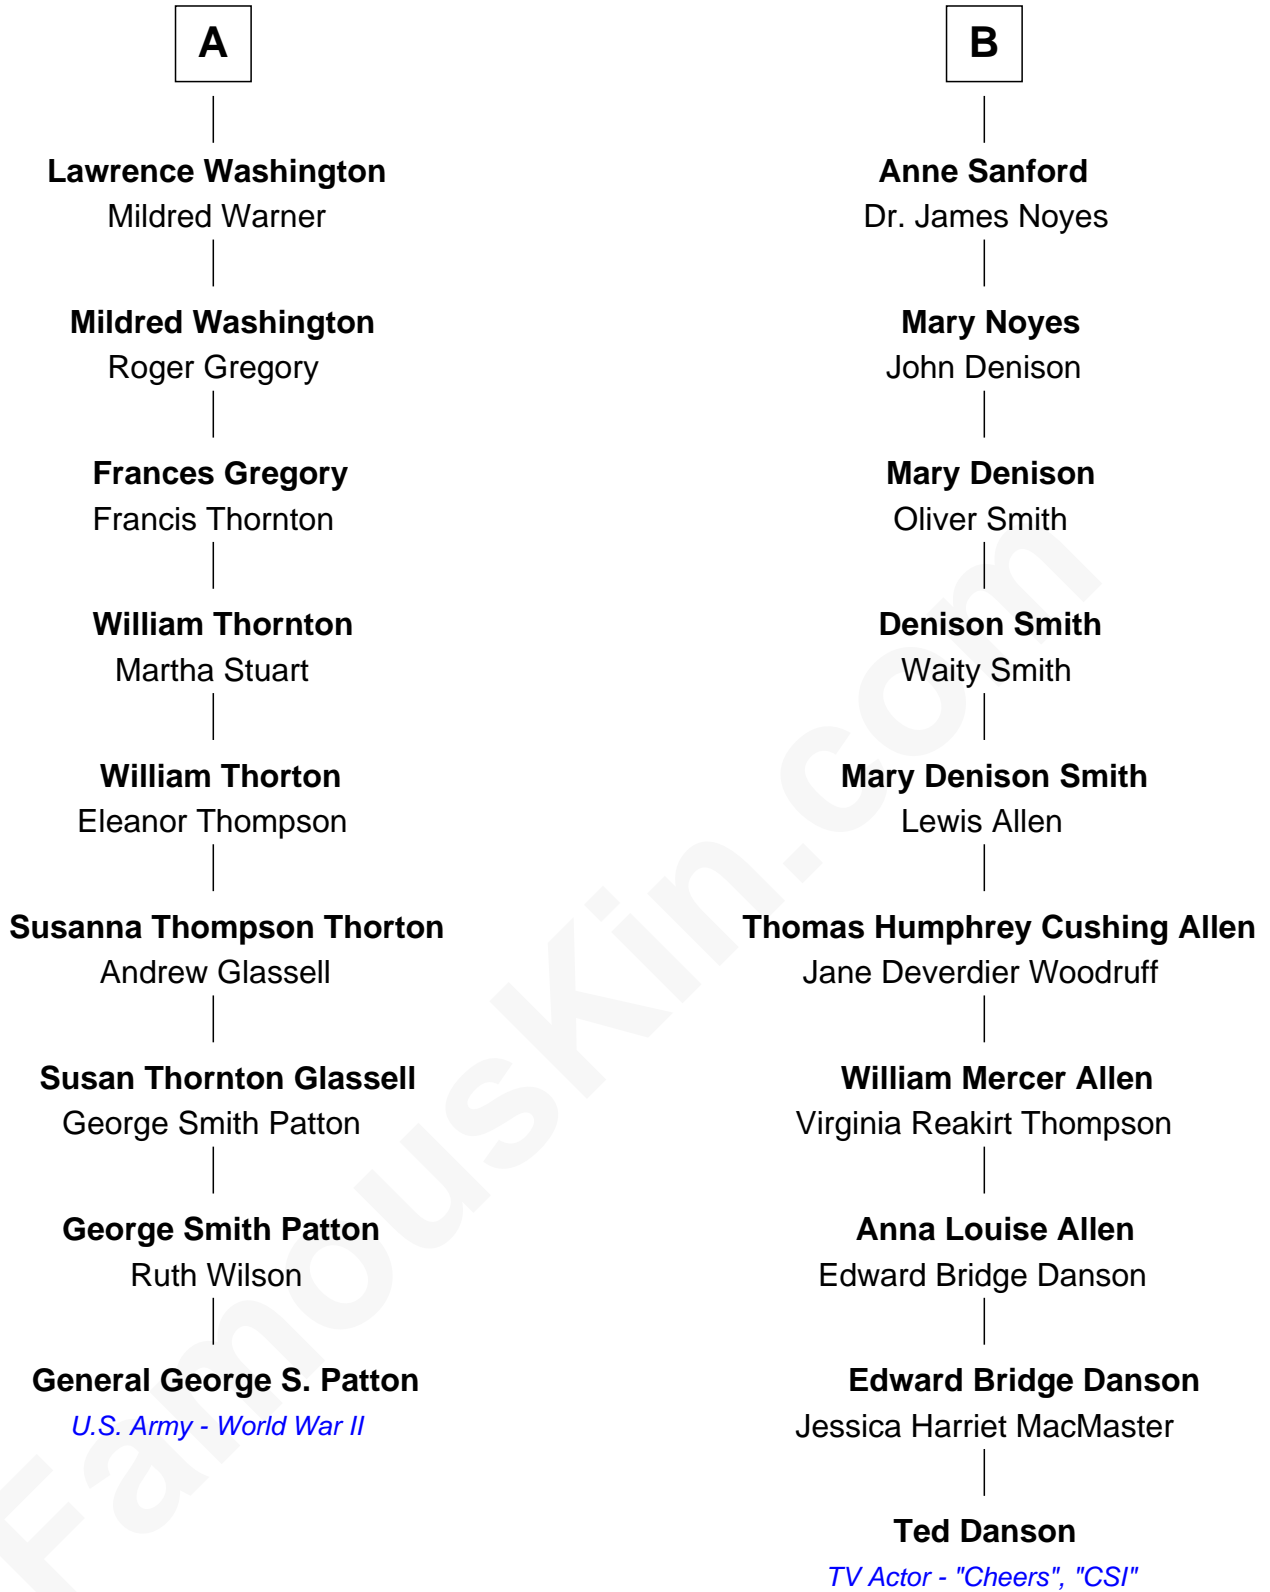 A
Lawrence Washington
Mildred Warner
Mildred Washington
Roger Gregory
Frances Gregory
Francis Thornton
William Thornton
Martha Stuart
William Thorton
Eleanor Thompson
Susanna Thompson Thorton
Andrew Glassell
Susan Thornton Glassell
George Smith Patton
George Smith Patton
Ruth Wilson
General George S. Patton
U.S. Army - World War II
B
Anne Sanford
Dr. James Noyes
Mary Noyes
John Denison
Mary Denison
Oliver Smith
Denison Smith
Waity Smith
Mary Denison Smith
Lewis Allen
Thomas Humphrey Cushing Allen
Jane Deverdier Woodruff
William Mercer Allen
Virginia Reakirt Thompson
Anna Louise Allen
Edward Bridge Danson
Edward Bridge Danson
Jessica Harriet MacMaster
Ted Danson
TV Actor - "Cheers", "CSI"
FamousKin.com